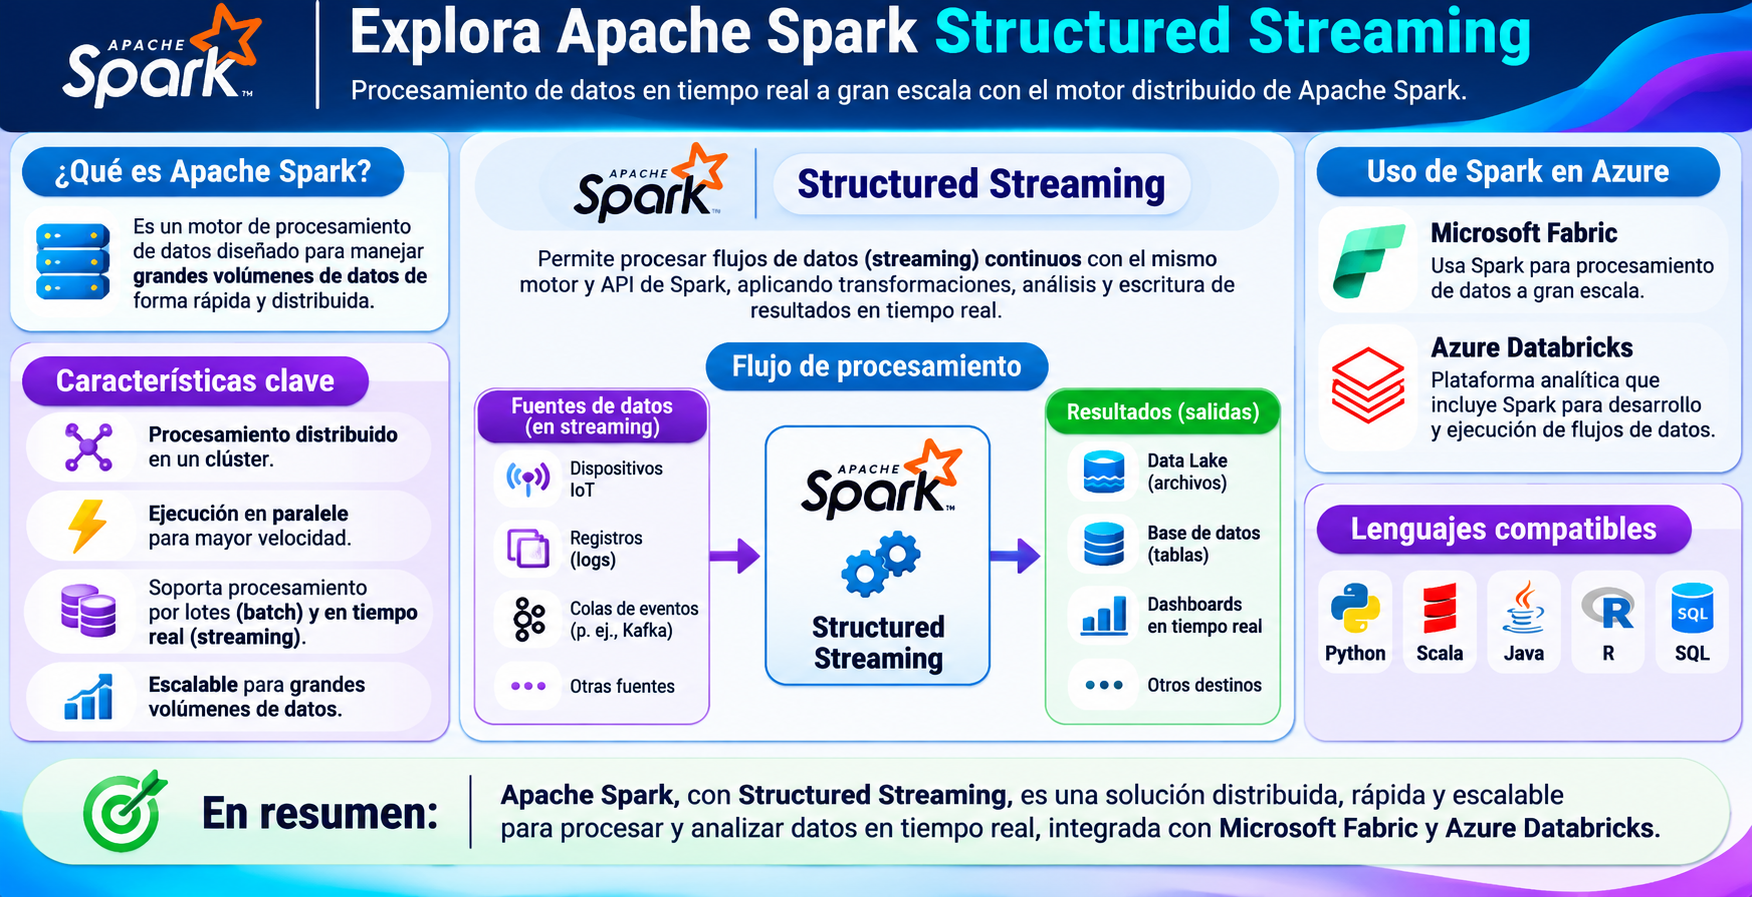 APACHE
Spark™
Explora Apache Spark Structured Streaming
Procesamiento de datos en tiempo real a gran escala con el motor distribuido de Apache Spark.
¿Qué es Apache Spark?
Es un motor de procesamiento
de datos diseñado para manejar
grandes volúmenes de datos de
forma rápida y distribuida.
Características clave
Procesamiento distribuido
en un clúster.
Ejecución en paralele
para mayor velocidad.
Soporta procesamiento
por lotes (batch) y en tiempo
real (streaming).
Escalable para grandes
volúmenes de datos.
APACHE
Spark™
Structured Streaming
Permite procesar flujos de datos (streaming) continuos con el mismo
motor y API de Spark, aplicando transformaciones, análisis y escritura de
resultados en tiempo real.
Flujo de procesamiento
Fuentes de datos
(en streaming)
Dispositivos
IoT
Registros
(logs)
Colas de eventos
(p. ej., Kafka)
Otras fuentes
APACHE
Spark™
Structured
Streaming
Resultados (salidas)
Data Lake
(archivos)
Base de datos
(tablas)
Dashboards
en tiempo real
Otros destinos
Uso de Spark en Azure
Microsoft Fabric
Usa Spark para procesamiento
de datos a gran escala.
Azure Databricks
Plataforma analítica que
incluye Spark para desarrollo
y ejecución de flujos de datos.
Lenguajes compatibles
Python
Scala
Java
R
R
SQL
SQL
En resumen:
Apache Spark, con Structured Streaming, es una solución distribuida, rápida y escalable
para procesar y analizar datos en tiempo real, integrada con Microsoft Fabric y Azure Databricks.